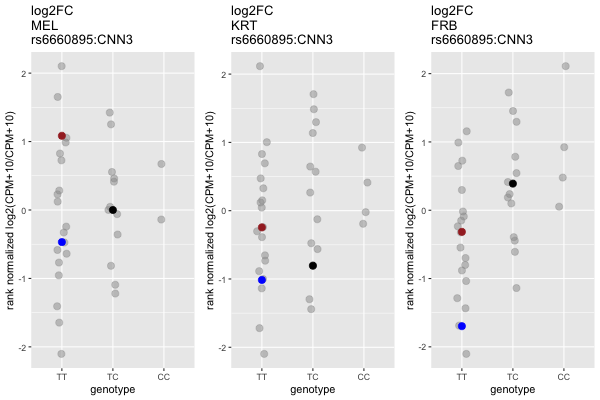 log2FC
MEL
rs6660895:CNN3
rank normalized log2(CPM+10/CPM+10)
2
1
0
-1
-2
TT
TC
CC
genotype
log2FC
KRT
rs6660895:CNN3
rank normalized log2(CPM+10/CPM+10)
2
1
0
-1
-2
TT
TC
CC
genotype
log2FC
FRB
rs6660895:CNN3
rank normalized log2(CPM+10/CPM+10)
2
1
0
-1
-2
TT
TC
CC
genotype